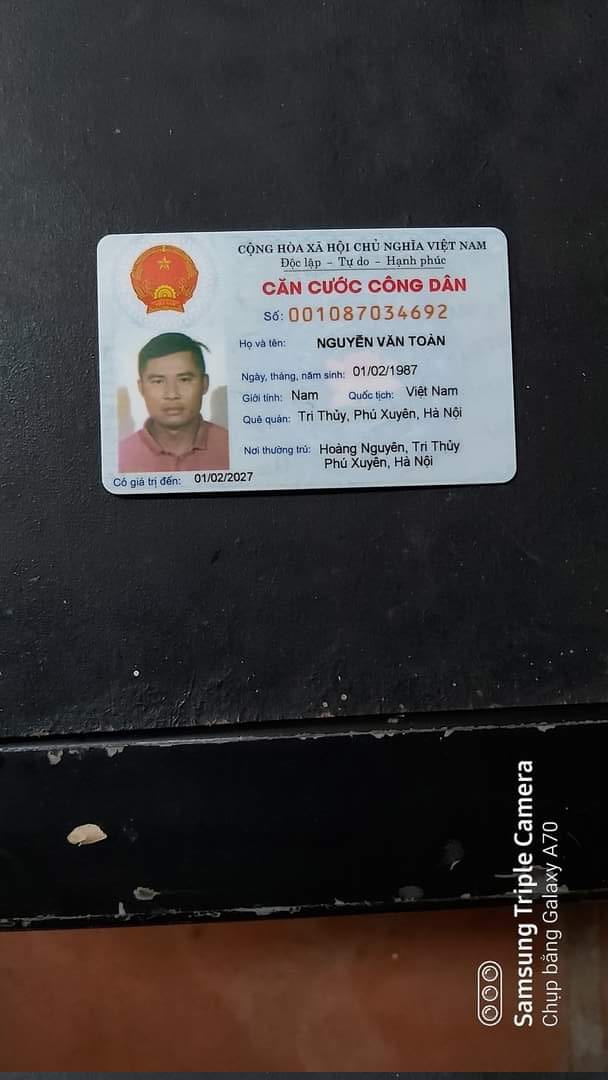 CỘNG HÒA XÃ HỘI CHỦ NGHĨA VIỆT NAM
Độc lập - Tự do - Hạnh phúc
CĂN CƯỚC CÔNG DÂN
Số: 001087034692
Họ và tên: NGUYỄN VĂN TOÀN
Ngày, tháng, năm sinh: 01/02/1987
Giới tính: Nam Quốc tịch: Việt Nam
Quê quán: Tri Thủy, Phú Xuyên, Hà Nội
Nơi thường trú: Hoàng Nguyên, Tri Thủy
Phú Xuyên, Hà Nội
Có giá trị đến: 01/02/2027
Samsung Triple Camera
Chụp bằng Galaxy A70